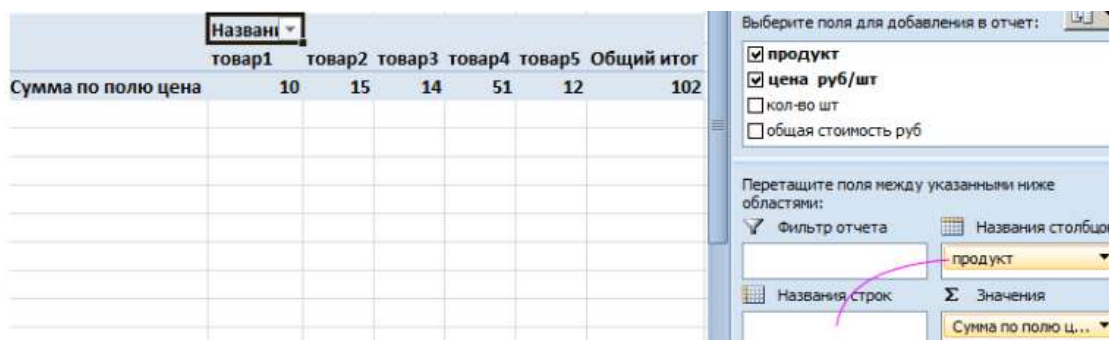 Названи
товар1 товар2 товар3 товар4 товар5 Общий итог
Сумма по полю цена 10 15 14 51 12 102
Выберите поля для добавления в отчет:
продукт
цена руб/шт
кол-во шт
общая стоимость руб
Перетащите поля между указанными ниже
областями:
Фильтр отчета Названия столбцов
продукт
Названия строк Σ Значения
Сумма по полю ц...